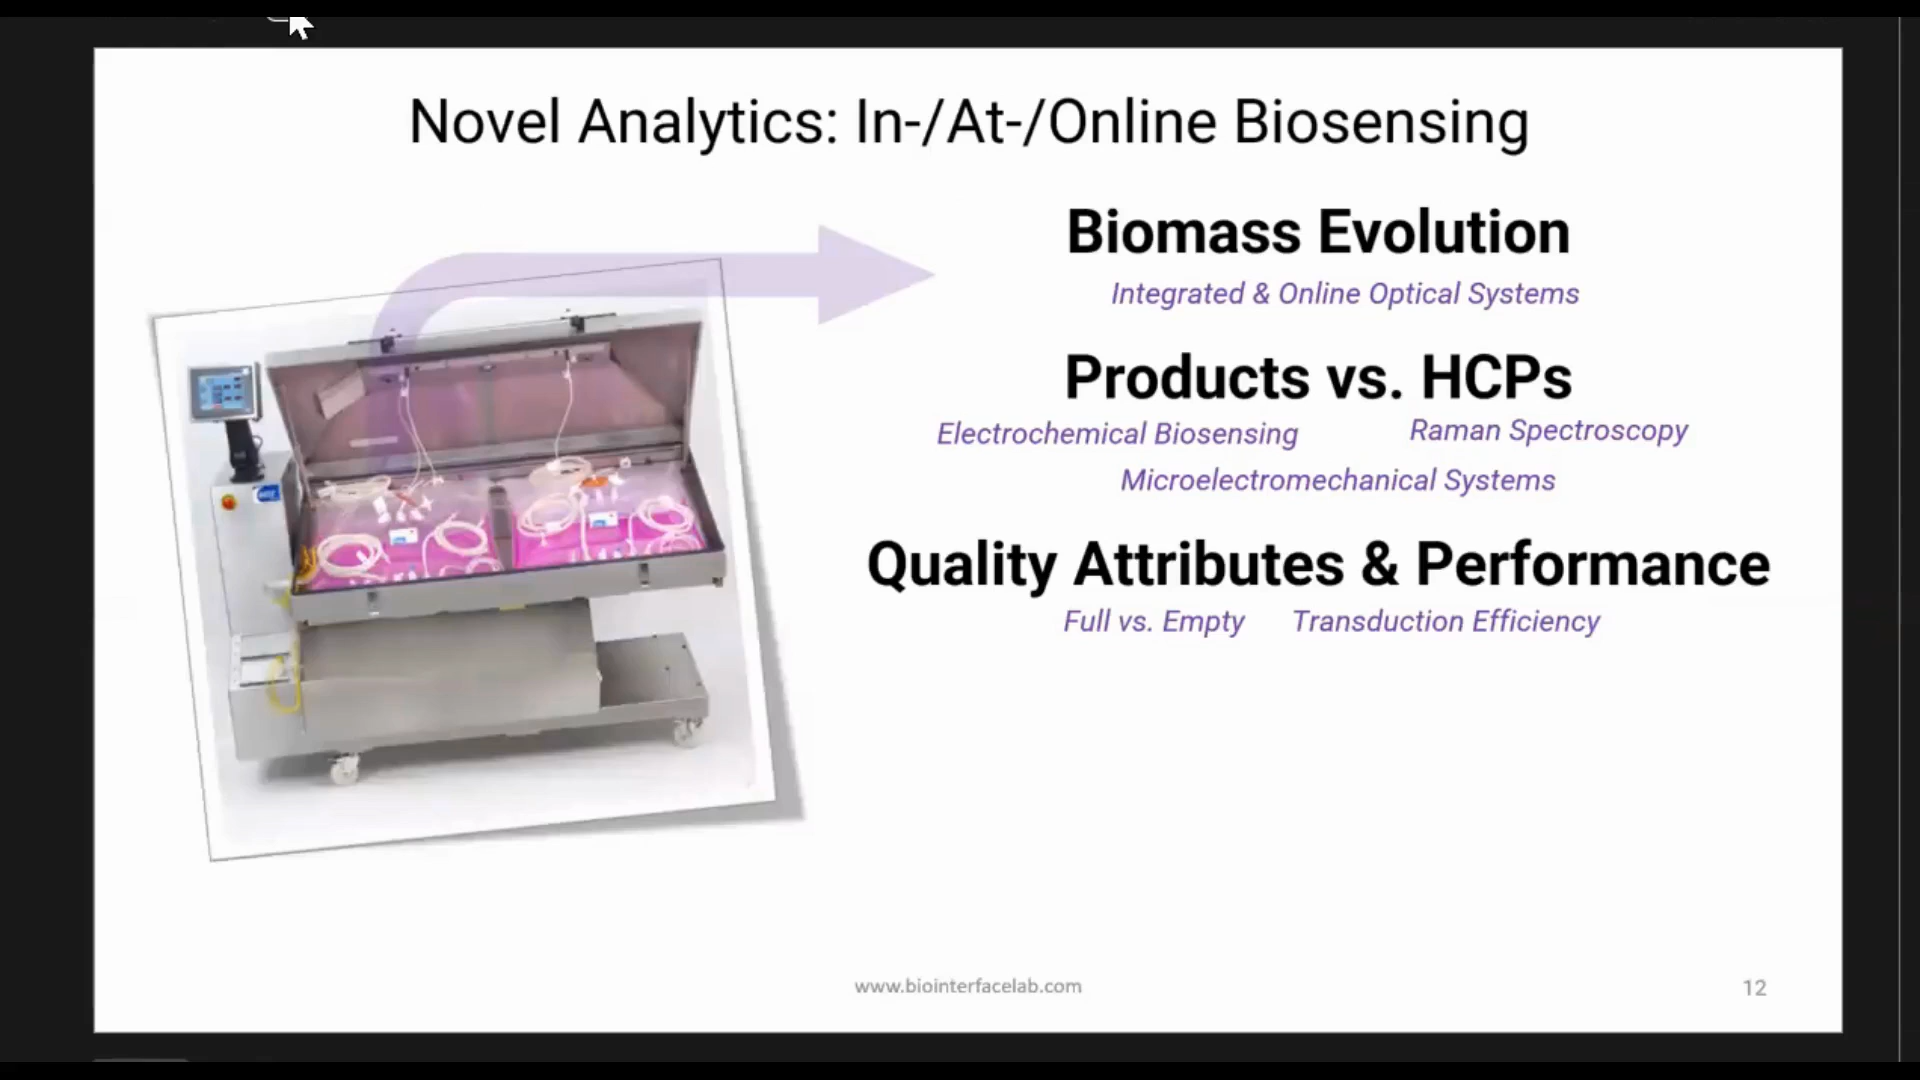 Novel Analytics: In-/At-/Online Biosensing
Biomass Evolution
Integrated & Online Optical Systems
Products vs. HCPs
Electrochemical Biosensing
Raman Spectroscopy
Microelectromechanical Systems
Quality Attributes & Performance
Full vs. Empty
Transduction Efficiency
www.biointerfacelab.com
12